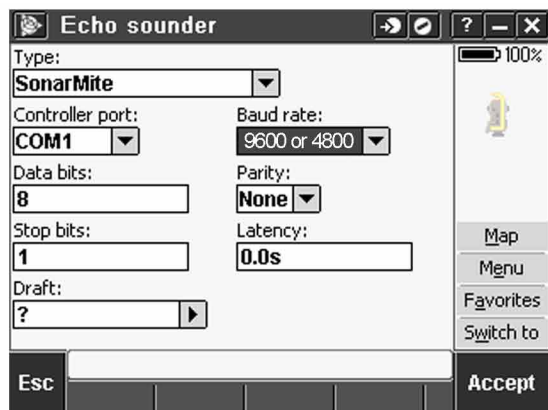 Echo sounder
? – X
100%
Type:
SonarMite
Controller port: Baud rate:
COM1 9600 or 4800
Data bits: Parity:
8 None
Stop bits: Latency:
1 0.0s
Draft:
?
Map
Menu
Favorites
Switch to
Esc
Accept